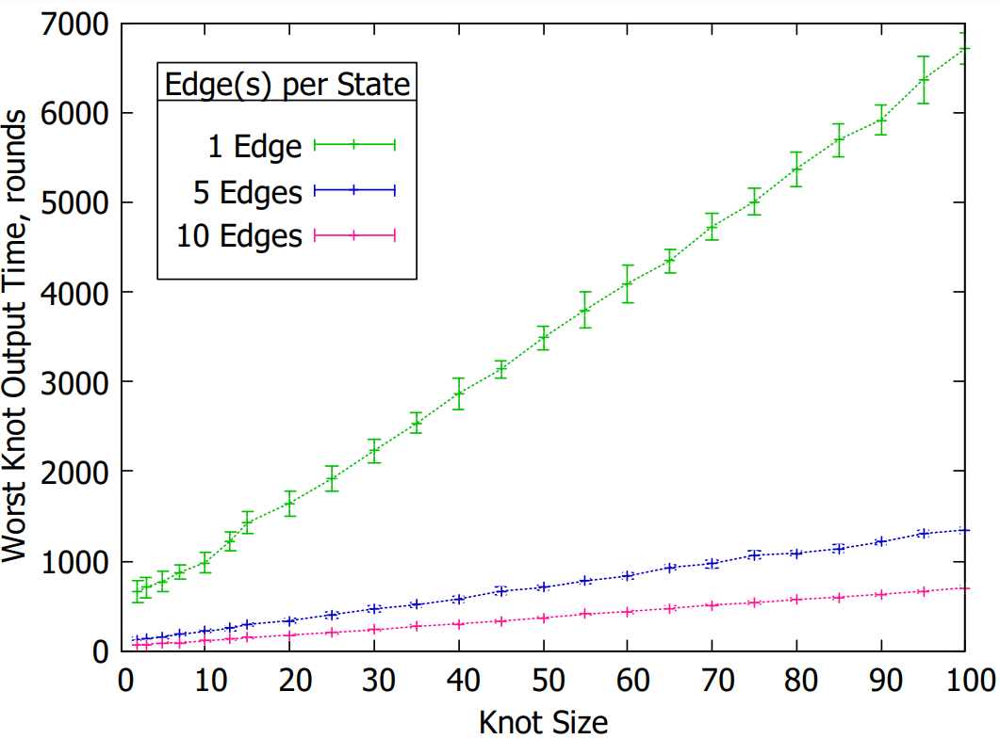 7000
6000
5000
4000
3000
2000
1000
0
Worst Knot Output Time, rounds
Edge(s) per State
1 Edge
5 Edges
10 Edges
0 10 20 30 40 50 60 70 80 90 100
Knot Size